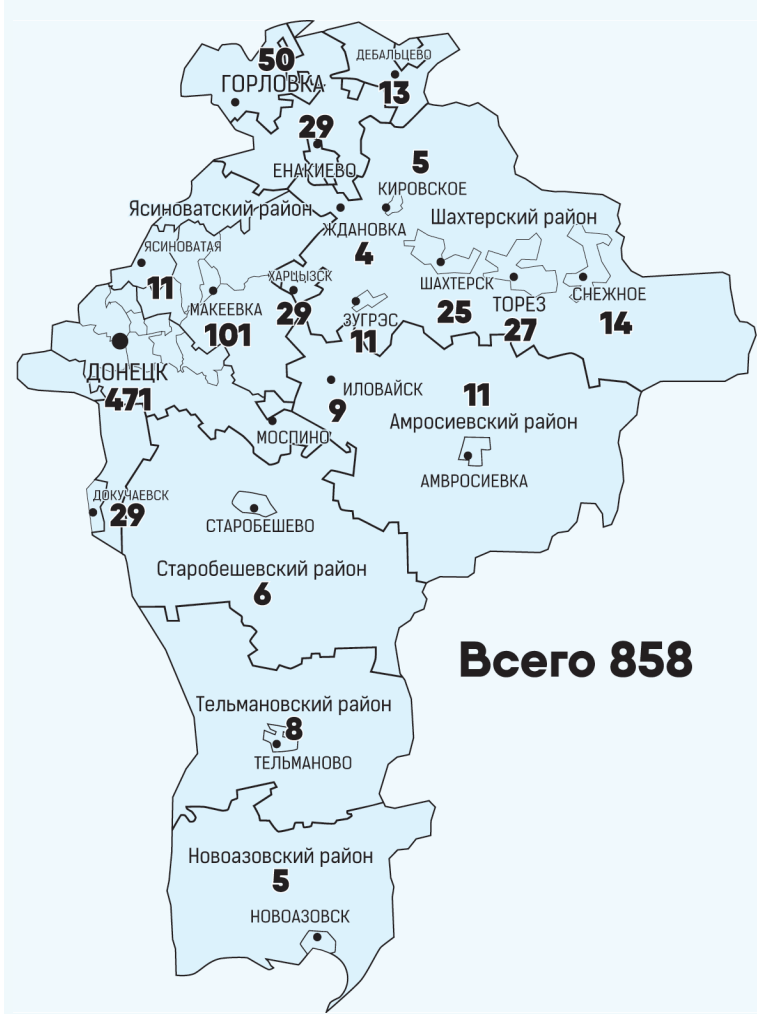 50
ГОРЛОВКА
ДЕБАЛЬЦЕВО
13
29
ЕНАКИЕВО
5
КИРОВСКОЕ
Ясиноватский район
ЖДАНОВКА
4
Шахтерский район
ЯСИНОВАТАЯ
11
МАКЕЕВКА
101
ХАРЦЫЗСК
29
ЗУГРЭС
11
ШАХТЕРСК
25
ТОРЕЗ
27
СНЕЖНОЕ
14
ДОНЕЦК
471
ИЛОВАЙСК
9
МОСПИНО
11
Амросиевский район
АМВРОСИЕВКА
ДОКУЧАЕВСК
29
СТАРОБЕШЕВО
Старобешевский район
6
Всего 858
Тельмановский район
8
ТЕЛЬМАНОВО
Новоазовский район
5
НОВОАЗОВСК